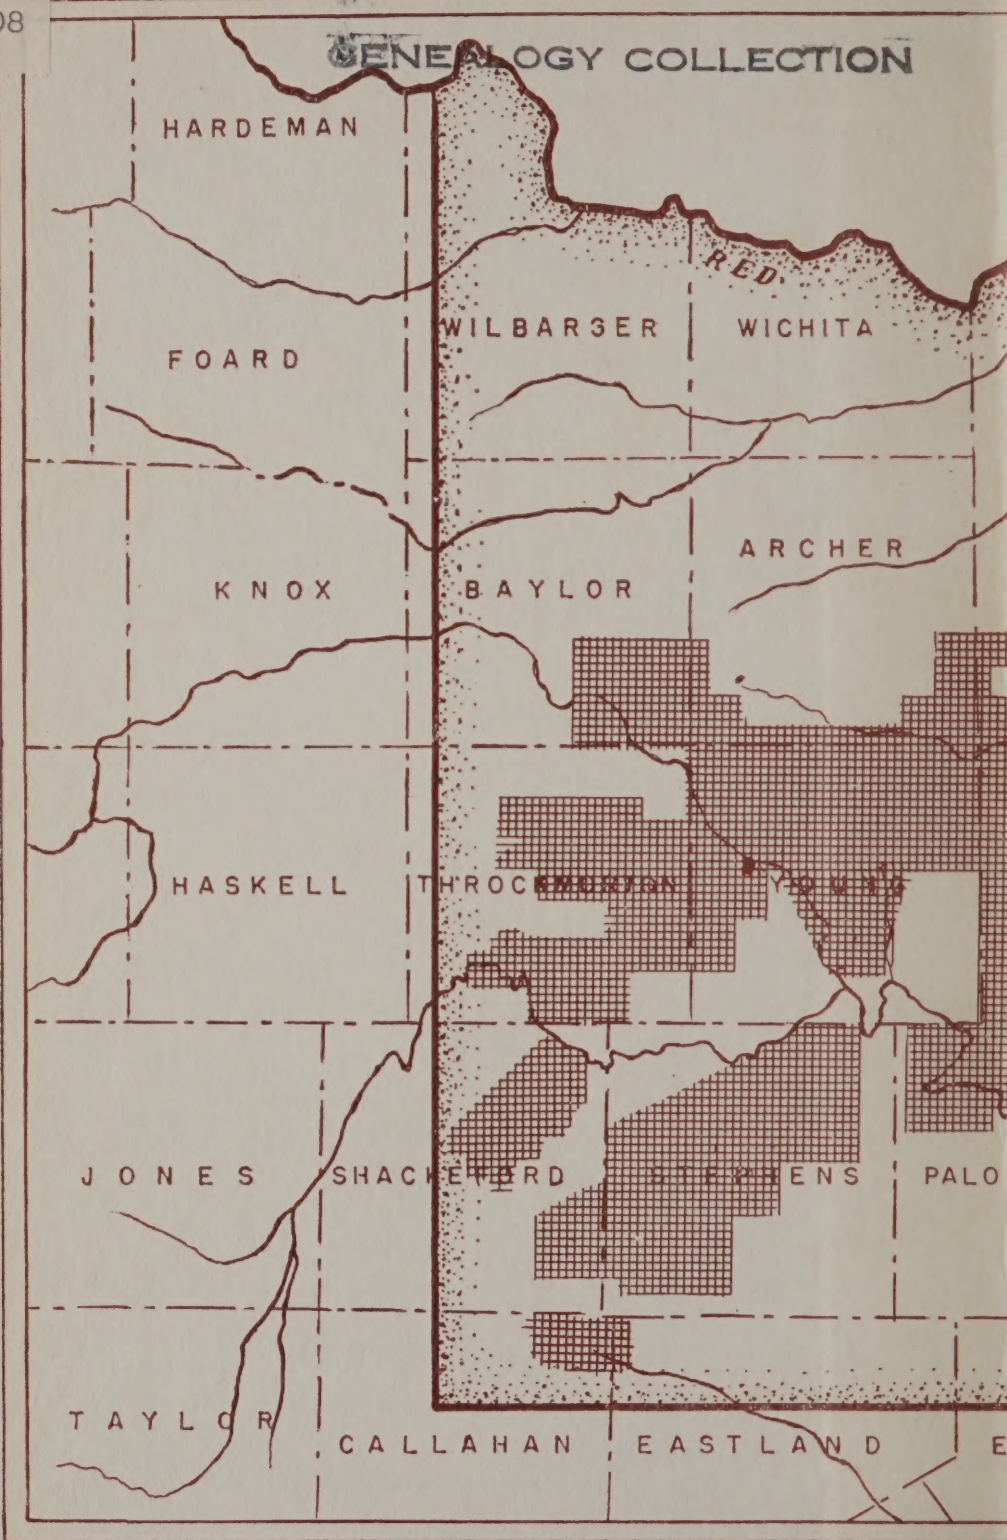 08
GENEALOGY COLLECTION
HARDEMAN
RED
WILBARGER
WICHITA
FOARD
ARCHER
KNOX
BAYLOR
HASKELL
THROCKMORTON
YOUNG
JONES
SHACKELFORD
STEPHENS
PALO
TAYLOR
CALLAHAN
EASTLAND
E